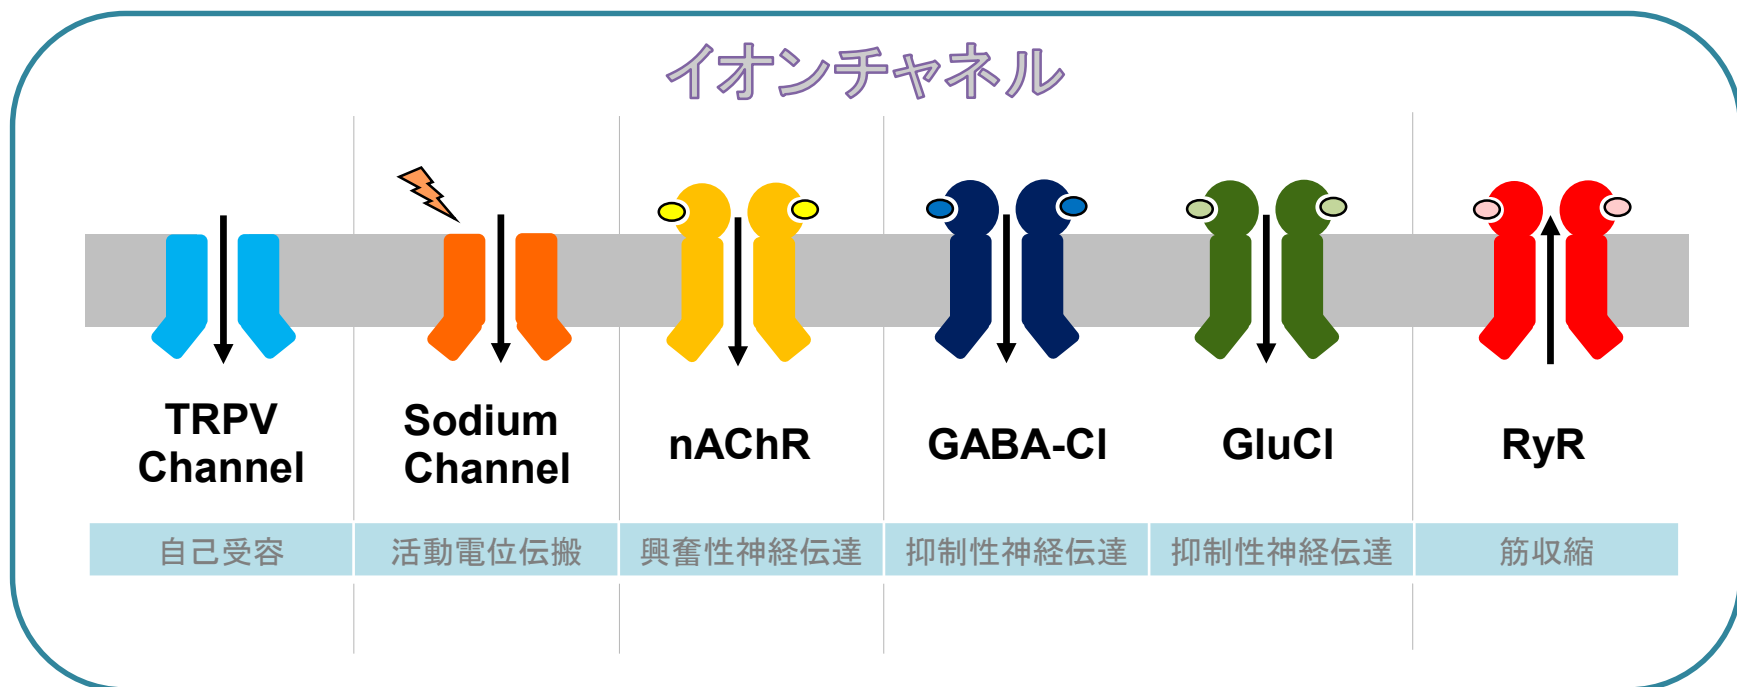 イオンチャネル
TRPV
Channel
Sodium
Channel
nAChR
GABA-Cl
GluCl
RyR
自己受容
活動電位伝搬
興奮性神経伝達
抑制性神経伝達
抑制性神経伝達
筋収縮